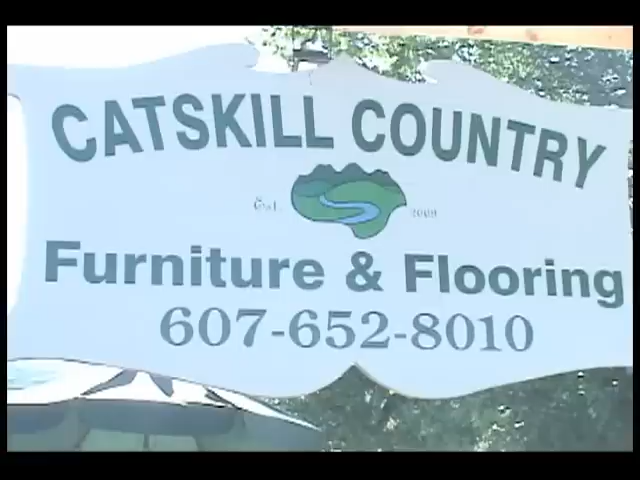 CATSKILL COUNTRY
Est. 2009
Furniture & Flooring
607-652-8010